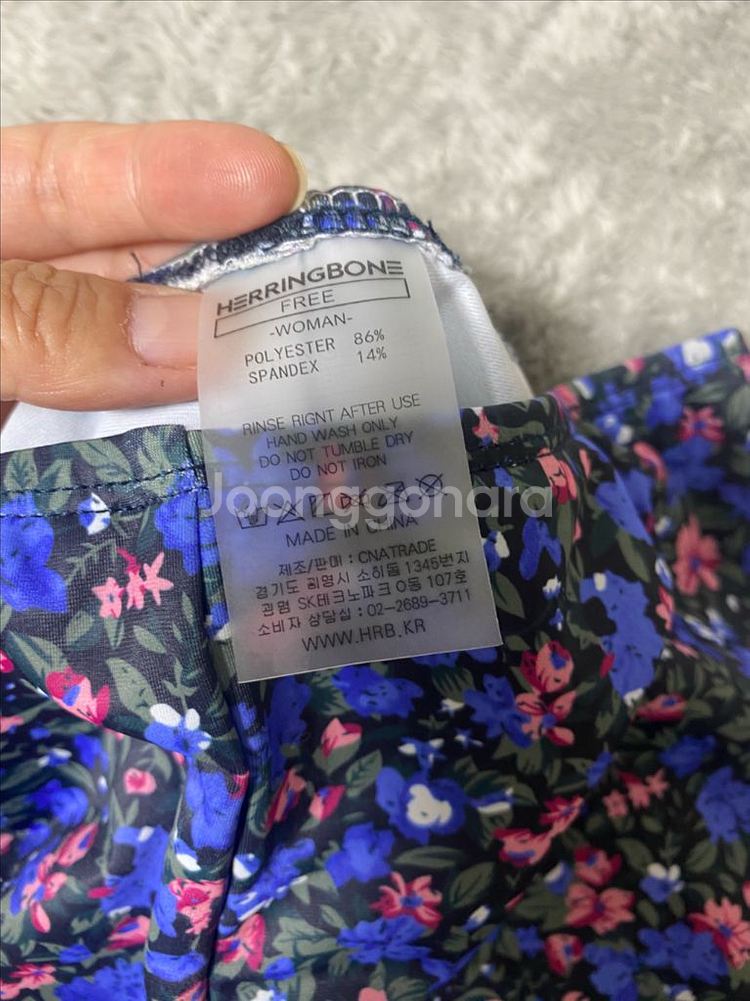 HERRINGBONE
FREE
-WOMAN-
POLYESTER 86%
SPANDEX 14%
RINSE RIGNT AFTER USE
HAND WASH ONLY
DO NOT TUMBLE DRY
DO NOT IRON
Joonggonara
MADE IN CHINA
제조/판매 : CNATRADE
경기도 광명시 소하동 1345번지
광명 SK테크노파크 O동 107호
소비자 상담실 : 02-2689-3711
WWW.HRB.KR